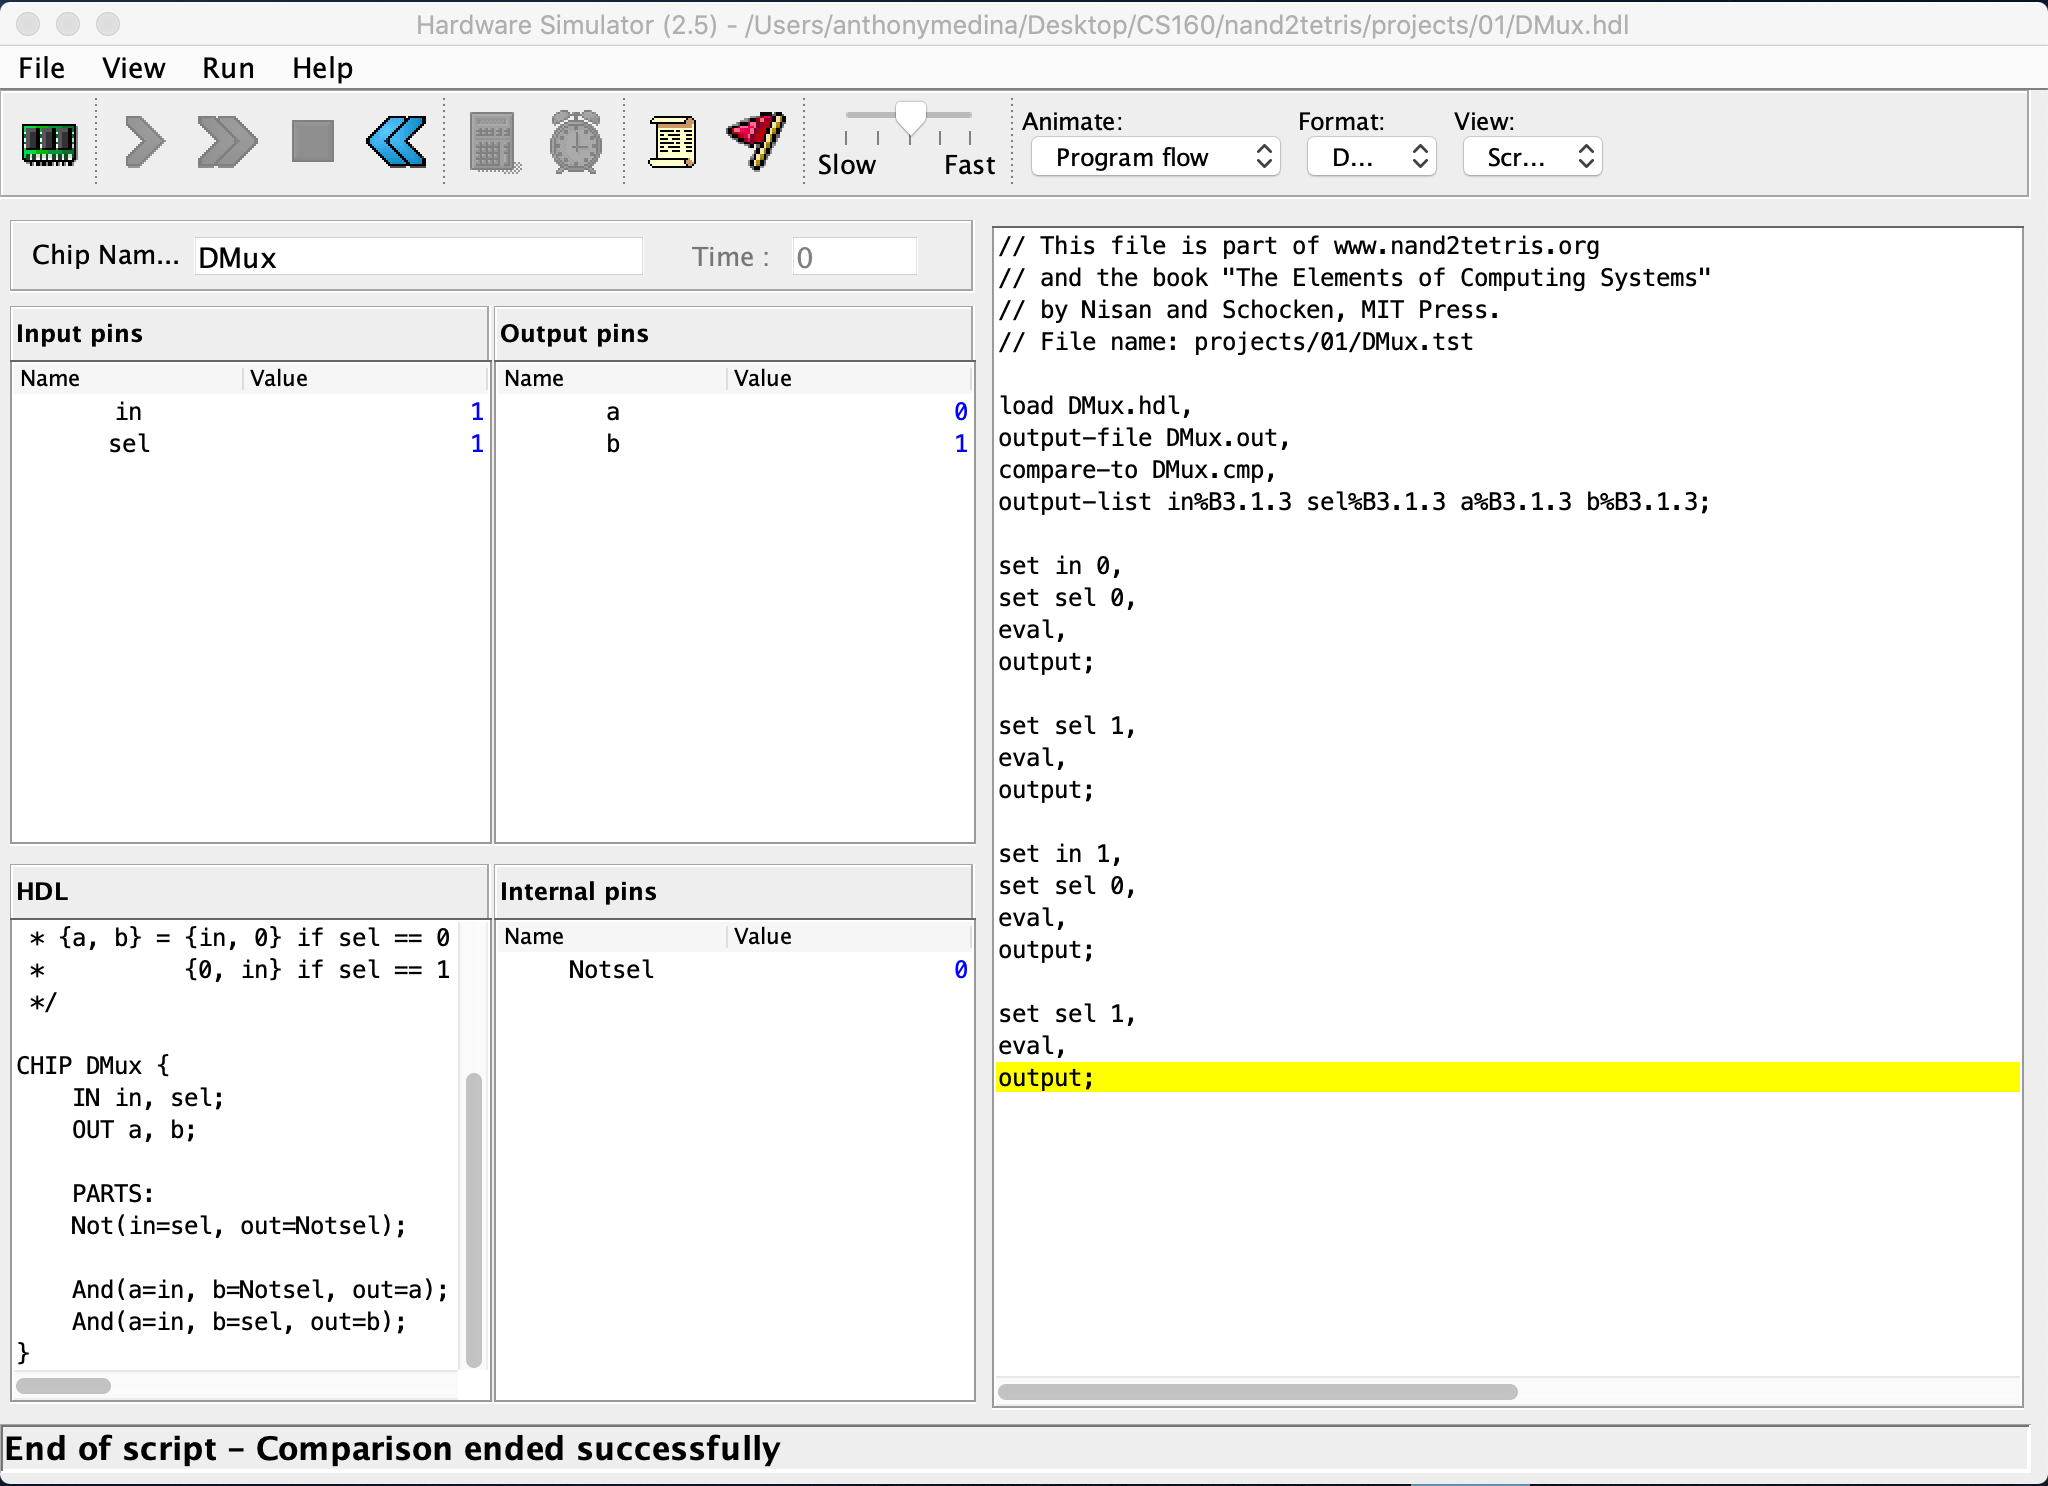 Hardware Simulator (2.5) - /Users/anthonymedina/Desktop/CS160/nand2tetris/projects/01/DMux.hdl
File View Run Help
Animate: Format: View:
Slow Fast Program flow D... Scr...
Chip Nam... DMux Time : 0
Input pins
Name Value
in 1
sel 1
Output pins
Name Value
a 0
b 1
HDL
* {a, b} = {in, 0} if sel == 0
*          {0, in} if sel == 1
*/
CHIP DMux {
    IN in, sel;
    OUT a, b;
    PARTS:
    Not(in=sel, out=Notsel);
    And(a=in, b=Notsel, out=a);
    And(a=in, b=sel, out=b);
}
Internal pins
Name Value
Notsel 0
// This file is part of www.nand2tetris.org
// and the book "The Elements of Computing Systems"
// by Nisan and Schocken, MIT Press.
// File name: projects/01/DMux.tst
load DMux.hdl,
output-file DMux.out,
compare-to DMux.cmp,
output-list in%B3.1.3 sel%B3.1.3 a%B3.1.3 b%B3.1.3;
set in 0,
set sel 0,
eval,
output;
set sel 1,
eval,
output;
set in 1,
set sel 0,
eval,
output;
set sel 1,
eval,
output;
End of script – Comparison ended successfully